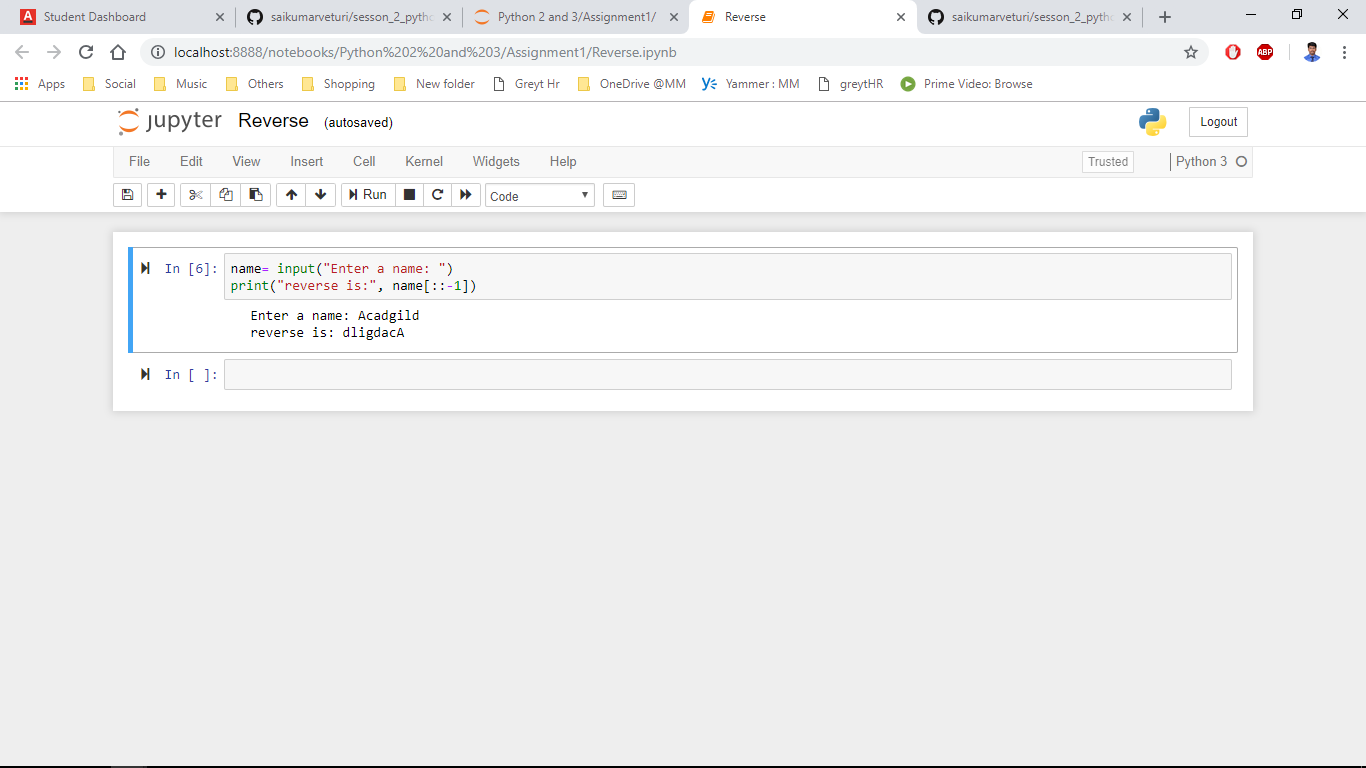 Student Dashboard
saikumarveturi/sesson_2_pytho
Python 2 and 3/Assignment1/
Reverse
saikumarveturi/sesson_2_pytho
localhost:8888/notebooks/Python%202%20and%203/Assignment1/Reverse.ipynb
ABP
Apps Social Music Others Shopping New folder Greyt Hr OneDrive @MM Yammer : MM greytHR Prime Video: Browse
jupyter Reverse (autosaved) Logout
File Edit View Insert Cell Kernel Widgets Help Trusted Python 3
Run Code
In [6]: name= input("Enter a name: ")
print("reverse is:", name[::-1])
Enter a name: Acadgild
reverse is: dligdacA
In [ ]: